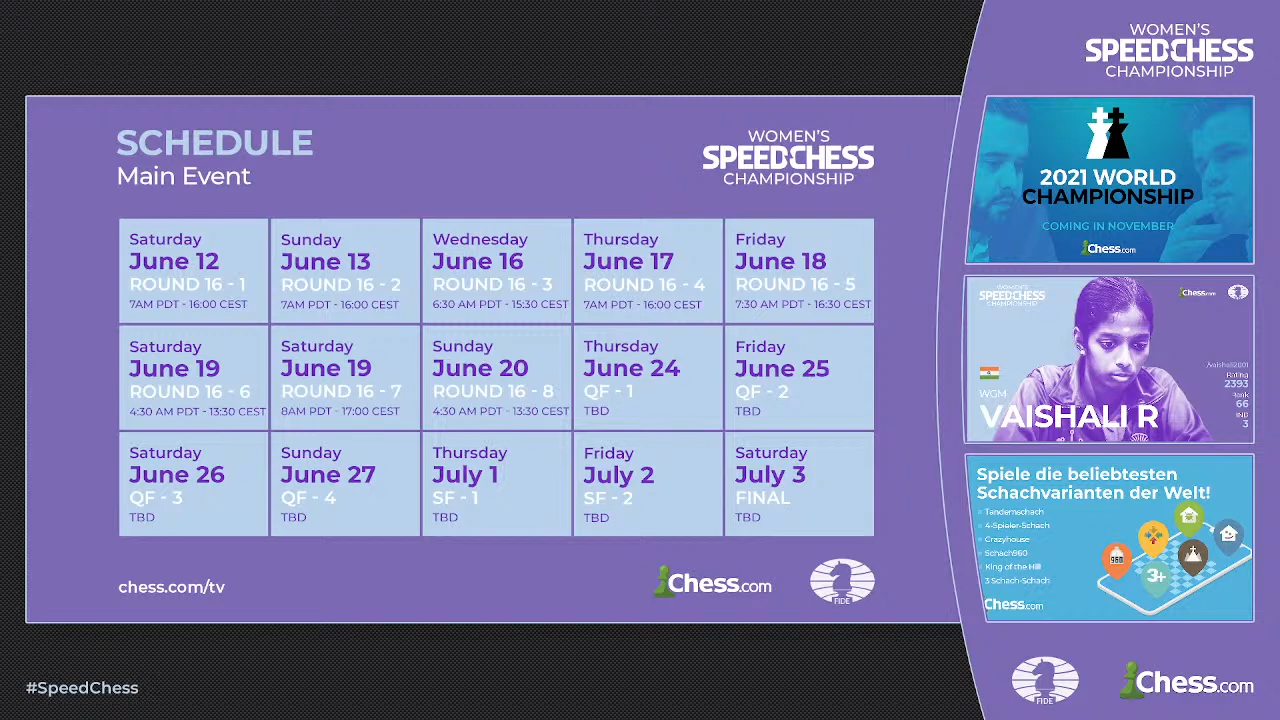 SCHEDULE
Main Event
WOMEN'S
SPEEDCHESS
CHAMPIONSHIP
Saturday
June 12
ROUND 16 - 1
7AM PDT - 16:00 CEST
Sunday
June 13
ROUND 16 - 2
7AM PDT - 16:00 CEST
Wednesday
June 16
ROUND 16 - 3
6:30 AM PDT - 15:30 CEST
Thursday
June 17
ROUND 16 - 4
7AM PDT - 16:00 CEST
Friday
June 18
ROUND 16 - 5
7:30 AM PDT - 16:30 CEST
Saturday
June 19
ROUND 16 - 6
4:30 AM PDT - 13:30 CEST
Saturday
June 19
ROUND 16 - 7
8AM PDT - 17:00 CEST
Sunday
June 20
ROUND 16 - 8
4:30 AM PDT - 13:30 CEST
Thursday
June 24
QF - 1
TBD
Friday
June 25
QF - 2
TBD
Saturday
June 26
QF - 3
TBD
Sunday
June 27
QF - 4
TBD
Thursday
July 1
SF - 1
TBD
Friday
July 2
SF - 2
TBD
Saturday
July 3
FINAL
TBD
chess.com/tv
Chess.com
FIDE
#SpeedChess
WOMEN'S
SPEEDCHESS
CHAMPIONSHIP
2021 WORLD
CHAMPIONSHIP
COMING IN NOVEMBER
Chess.com
WOMEN'S
SPEEDCHESS
CHAMPIONSHIP
Chess.com
WGM
VAISHALI R
Rating
2393
Rank
66
IND
3
Spiele die beliebtesten
Schachvarianten der Welt!
Tandemschach
4-Spieler-Schach
Crazyhouse
Schach960
King of the Hill
3 Schach-Schach
960
3+
Chess.com
FIDE
Chess.com